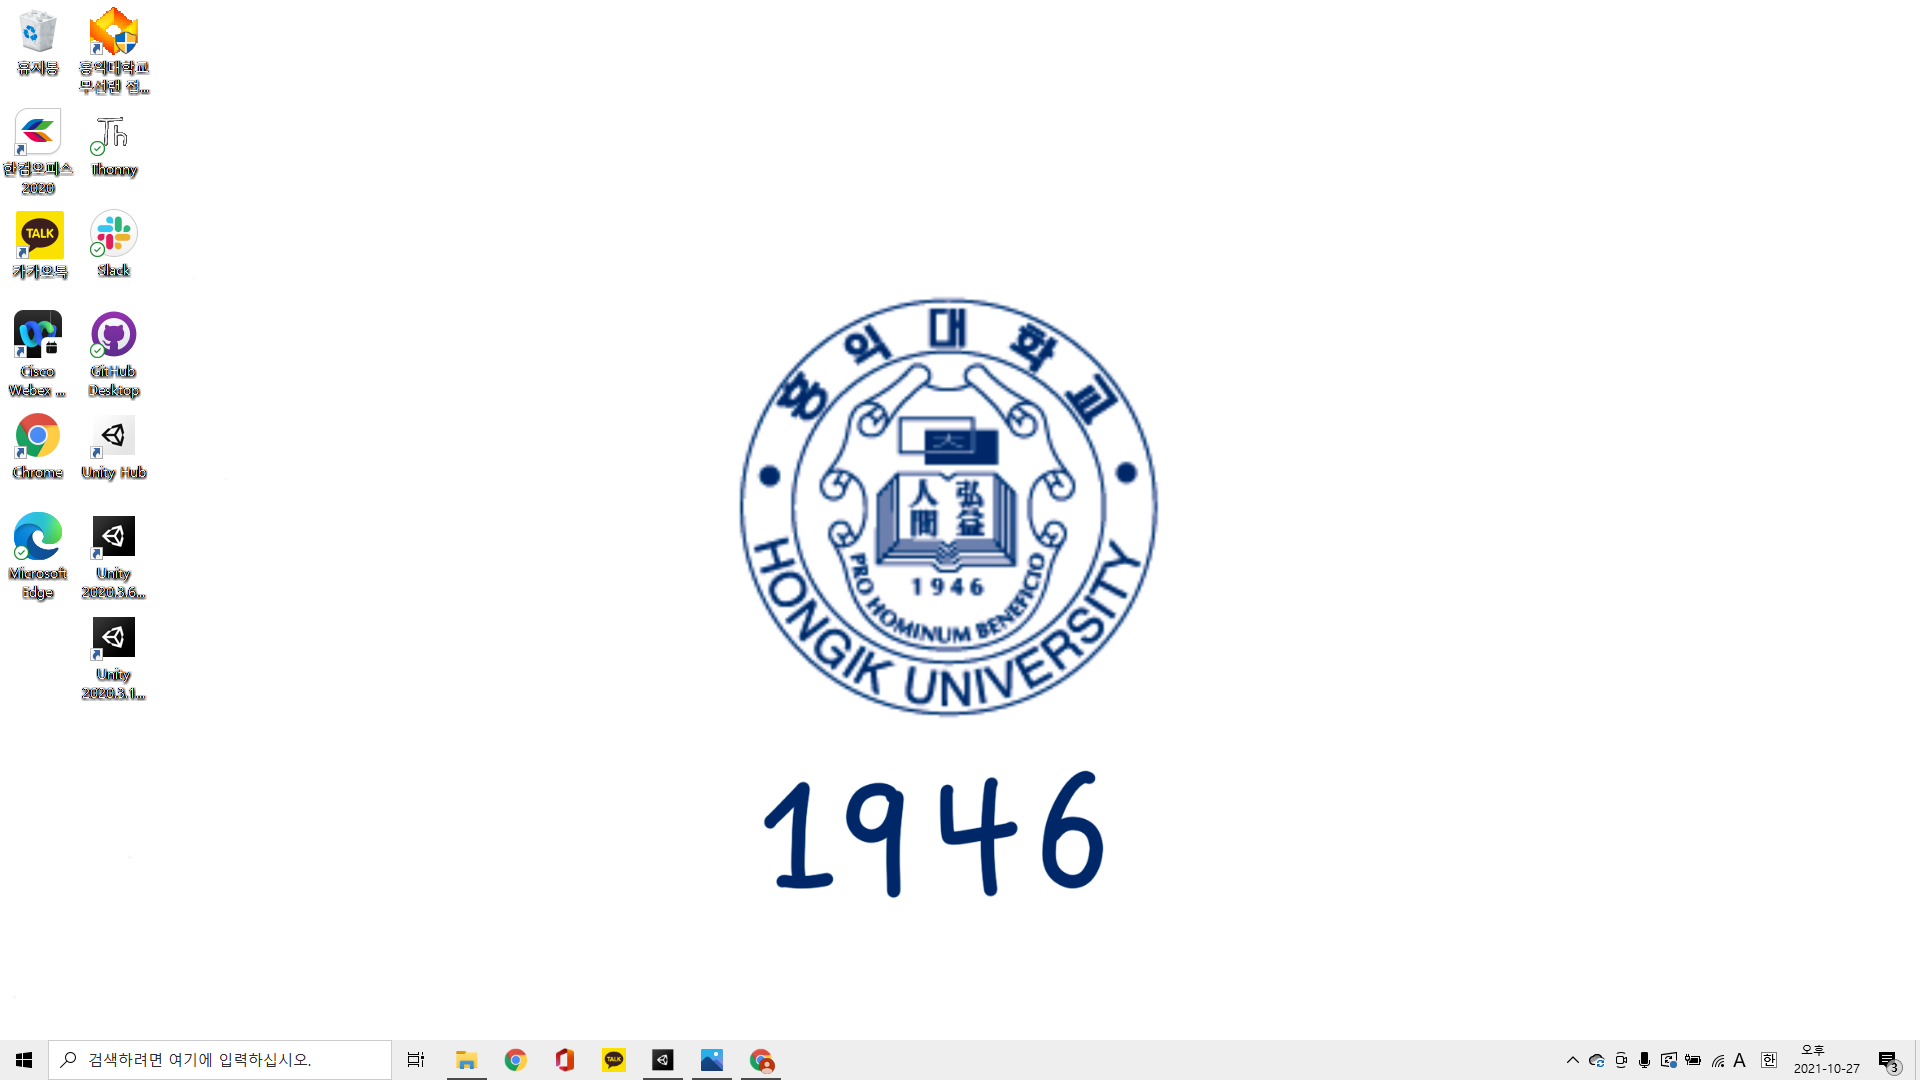 휴지통
홍익대학교
무선랜 전...
한컴오피스
2020
Th
Thonny
TALK
카카오톡
Slack
Cisco
Webex ...
GitHub
Desktop
Chrome
Unity Hub
Microsoft
Edge
Unity
2020.3.6...
Unity
2020.3.1...
홍익대학교
大
人 弘
間 益
1946
PRO HOMINUM BENEFICIO
HONGIK UNIVERSITY
1946
검색하려면 여기에 입력하십시오.
TALK
A
한
오후
2021-10-27
3